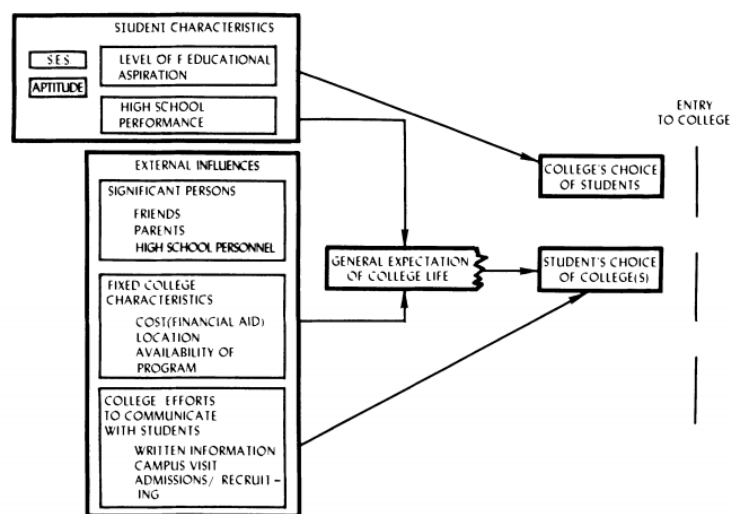 STUDENT CHARACTERISTICS
S.E.S.
APTITUDE
LEVEL OF F EDUCATIONAL
ASPIRATION
HIGH SCHOOL
PERFORMANCE
EXTERNAL INFLUENCES
SIGNIFICANT PERSONS
FRIENDS
PARENTS
HIGH SCHOOL PERSONNEL
FIXED COLLEGE
CHARACTERISTICS
COST(FINANCIAL AID)
LOCATION
AVAILABILITY OF
PROGRAM
COLLEGE EFFORTS
TO COMMUNICATE
WITH STUDENTS
WRITTEN INFORMATION
CAMPUS VISIT
ADMISSIONS/ RECRUIT-
ING
GENERAL EXPECTATION
OF COLLEGE LIFE
COLLEGE'S CHOICE
OF STUDENTS
STUDENT'S CHOICE
OF COLLEGE(S)
ENTRY
TO COLLEGE